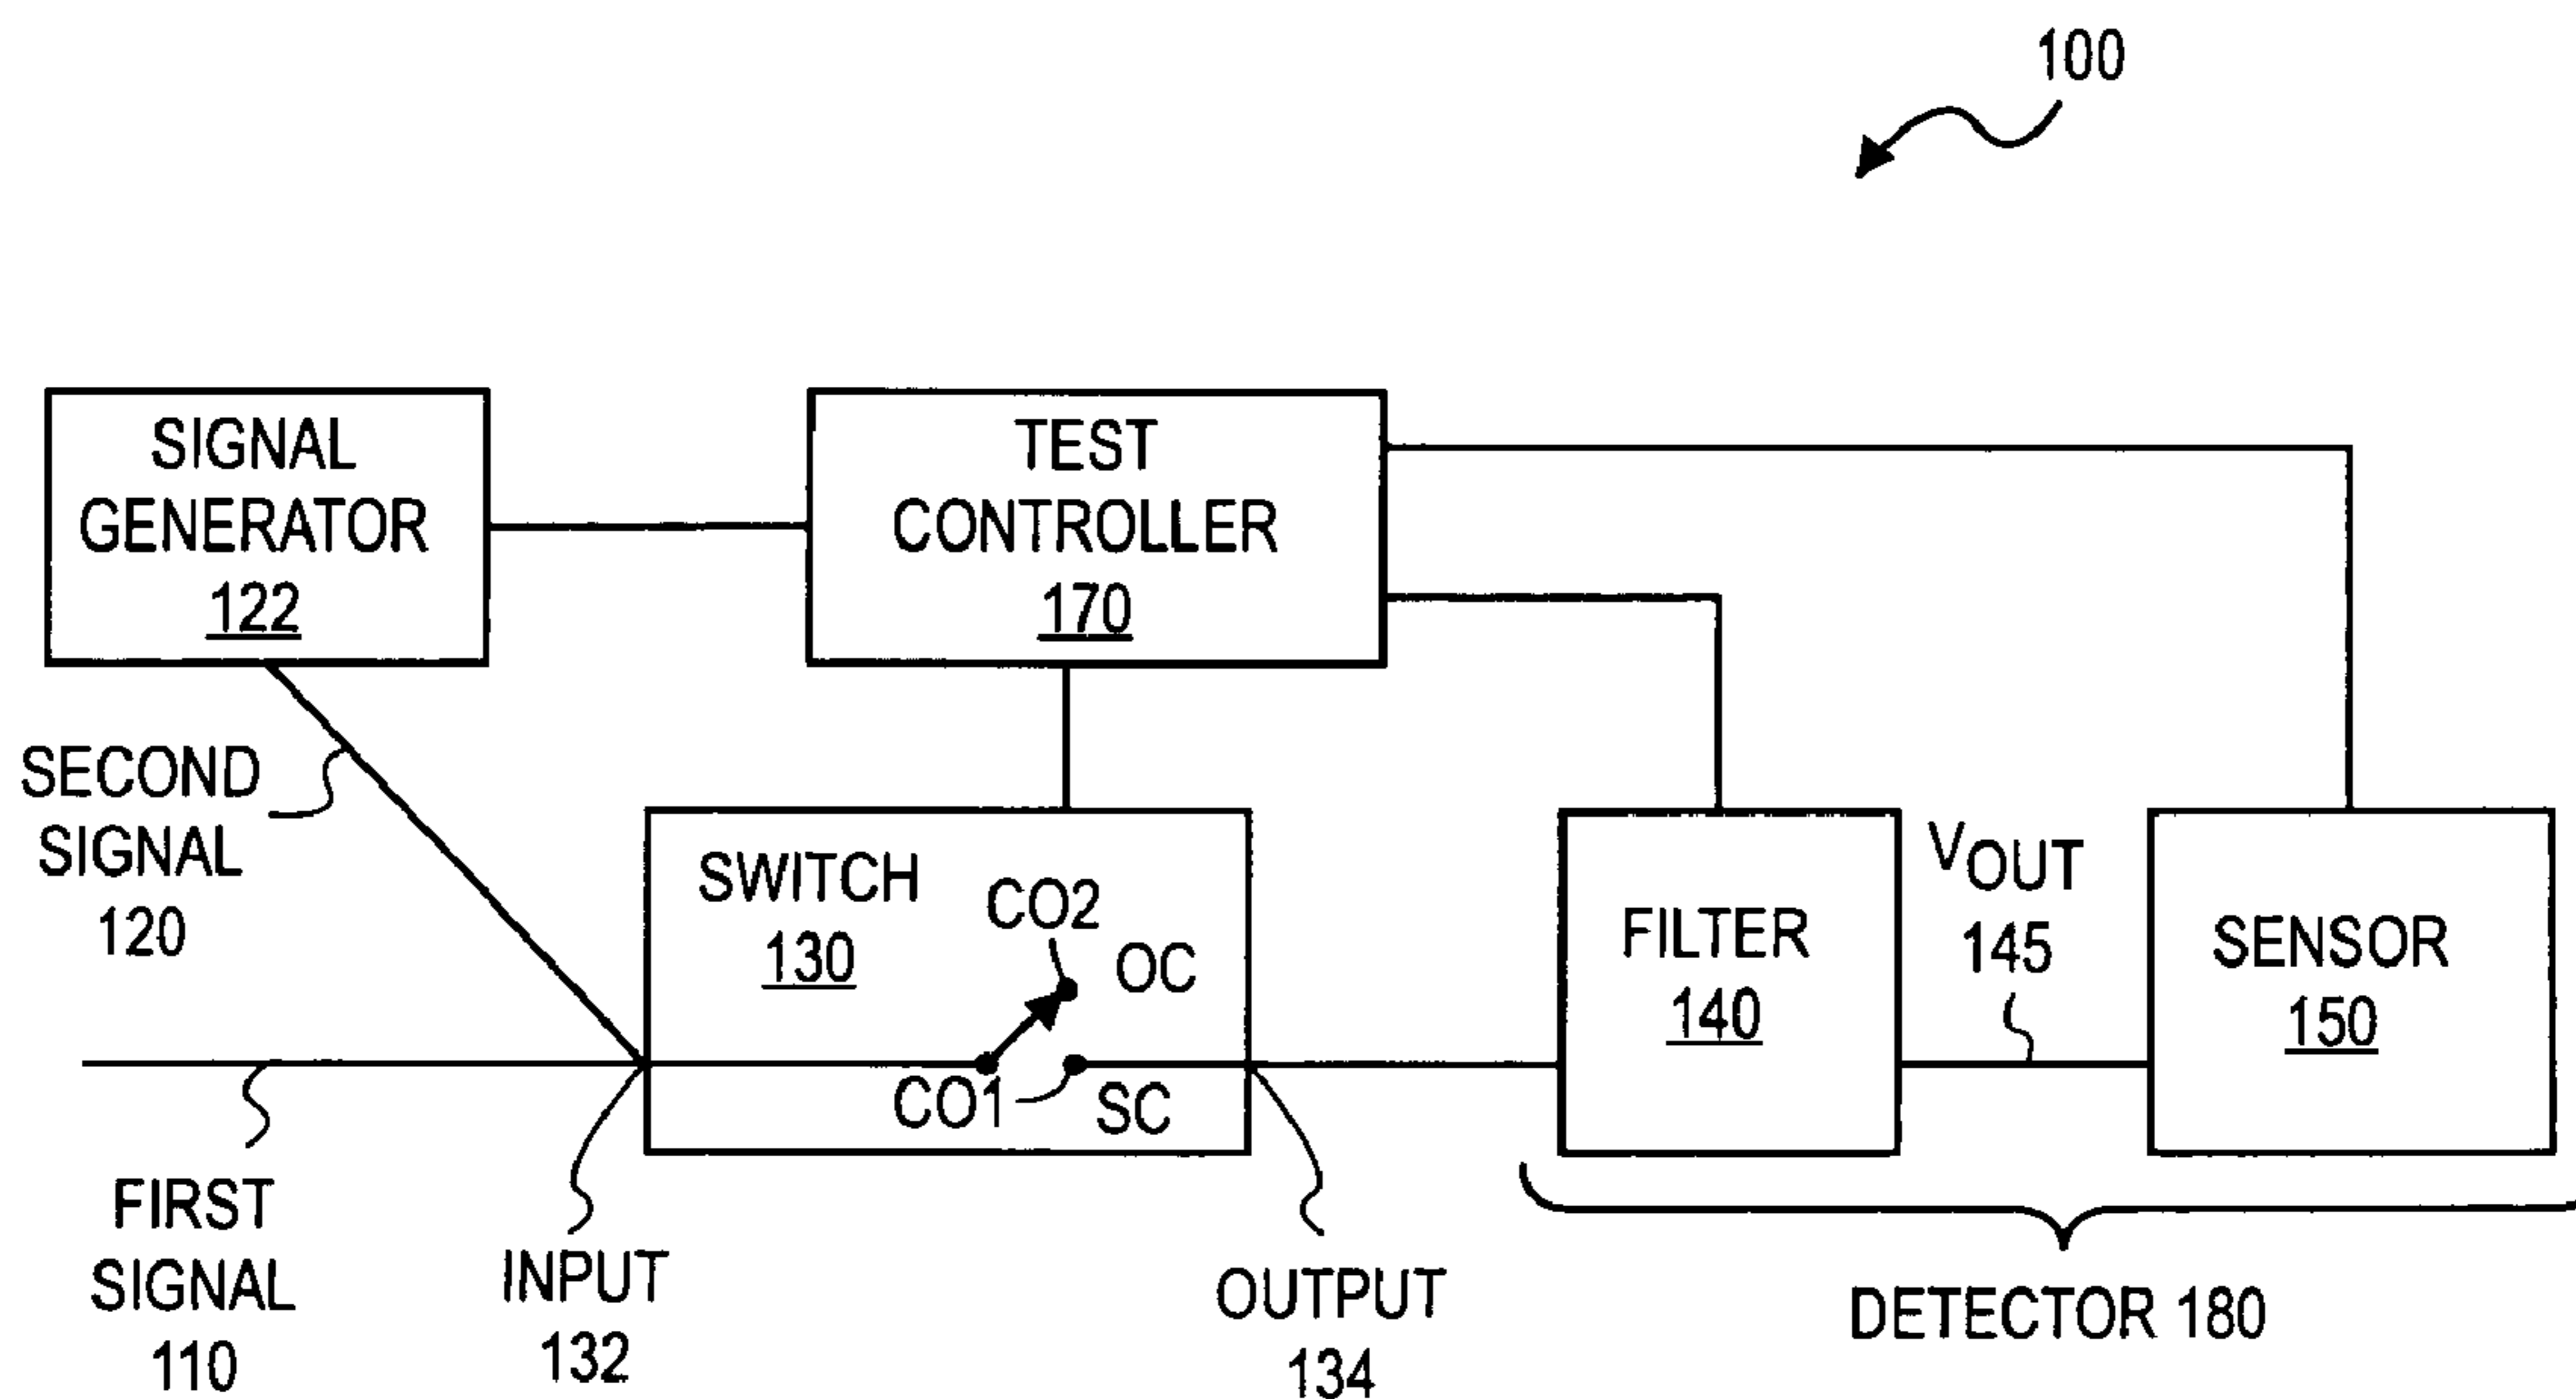 100
SIGNAL
GENERATOR
122
TEST
CONTROLLER
170
SECOND
SIGNAL
120
SWITCH
130
CO2
OC
CO1
SC
FILTER
140
VOUT
145
SENSOR
150
FIRST
SIGNAL
110
INPUT
132
OUTPUT
134
DETECTOR 180